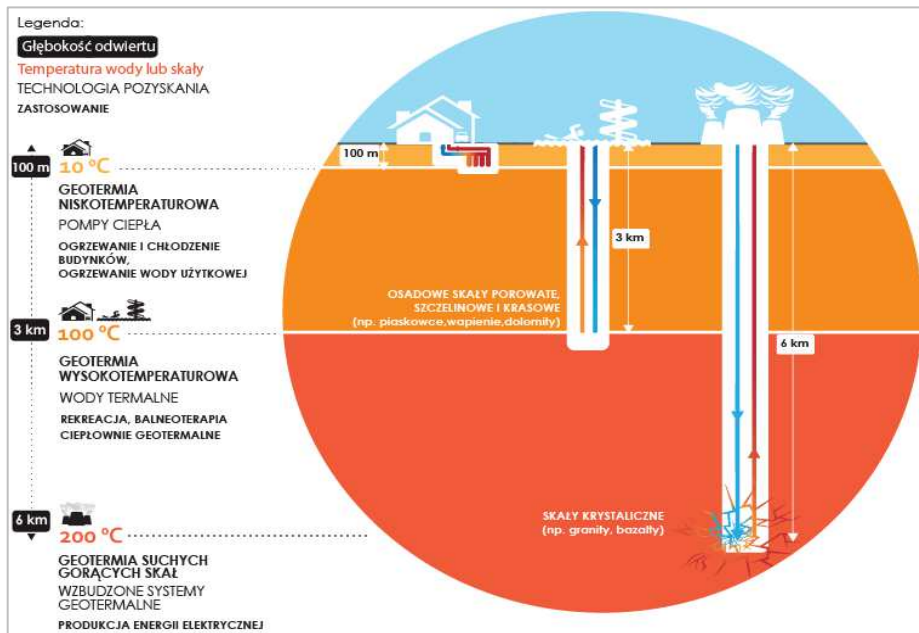 Legenda:
Głębokość odwiertu
Temperatura wody lub skały
TECHNOLOGIA POZYSKANIA
ZASTOSOWANIE
100 m
10 ºC
GEOTERMIA
NISKOTEMPERATUROWA
POMPY CIEPŁA
OGRZEWANIE I CHŁODZENIE
BUDYNKÓW,
OGRZEWANIE WODY UŻYTKOWEJ
3 km
100 ºC
GEOTERMIA
WYSOKOTEMPERATUROWA
WODY TERMALNE
REKREACJA, BALNEOTERAPIA
CIEPŁOWNIE GEOTERMALNE
6 km
200 ºC
GEOTERMIA SUCHYCH
GORĄCYCH SKAŁ
WZBUDZONE SYSTEMY
GEOTERMALNE
PRODUKCJA ENERGII ELEKTRYCZNEJ
100 m
3 km
OSADOWE SKAŁY POROWATE,
SZCZELINOWE I KRASOWE
(np. piaskowce,wapienie,dolomity)
6 km
SKAŁY KRYSTALICZNE
(np. granity, bazalty)